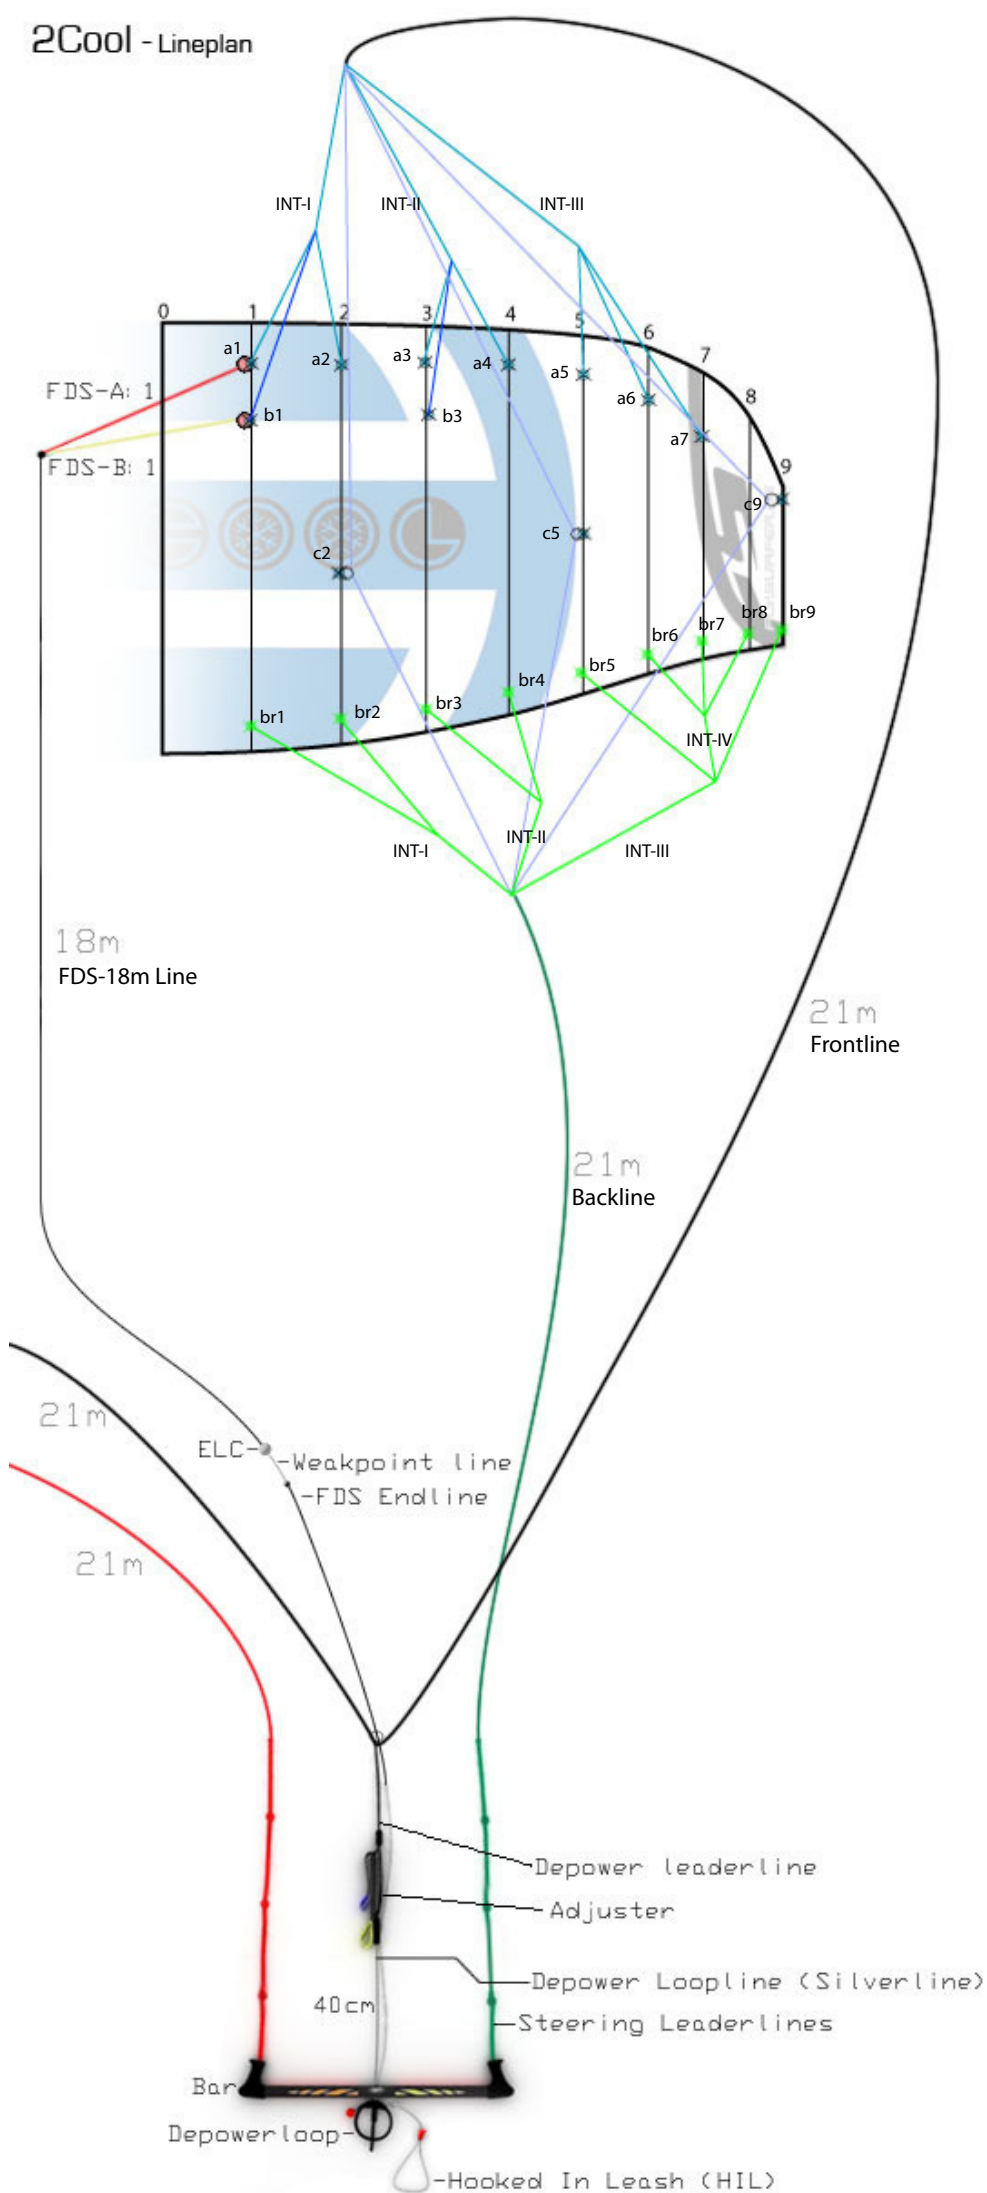 2Cool - Lineplan
INT-I
INT-II
INT-III
0
1
2
3
4
5
6
7
8
9
a1
a2
a3
a4
a5
a6
a7
FDS-A: 1
b1
b3
FDS-B: 1
c2
c5
c9
br1
br2
br3
br4
br5
br6
br7
br8
br9
INT-IV
INT-I
INT-II
INT-III
18m
FDS-18m Line
21m
Frontline
21m
Backline
21m
ELC
Weakpoint line
FDS Endline
21m
Depower leaderline
Adjuster
Depower Loopline (Silverline)
40cm
Steering Leaderlines
Bar
Depowerloop
Hooked In Leash (HIL)